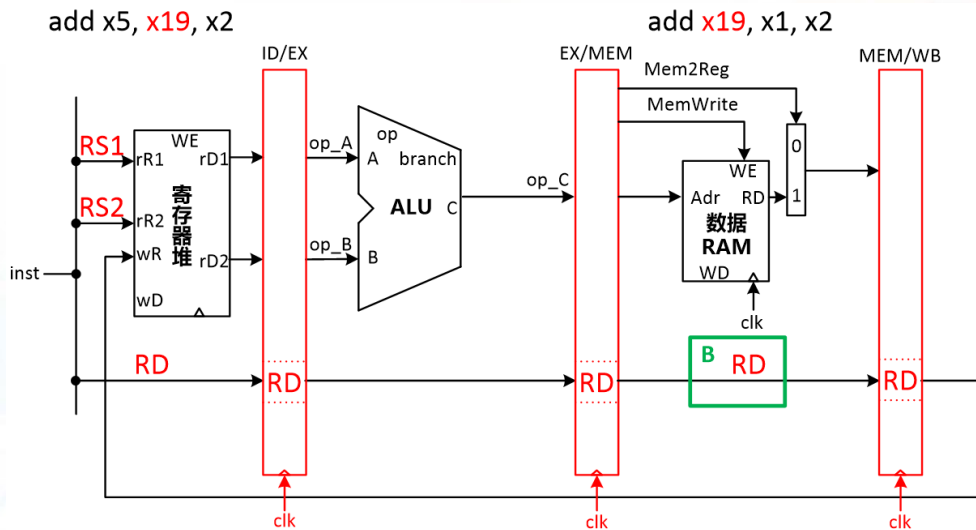 add x5, x19, x2
add x19, x1, x2
ID/EX
EX/MEM
MEM/WB
Mem2Reg
MemWrite
RS1
rR1
WE
rD1
op_A
op
A
branch
0
WE
RS2
rR2
寄存器堆
ALU
C
op_C
Adr
RD
1
数据
RAM
wR
rD2
op_B
B
inst
wD
WD
clk
RD
RD
RD
B
RD
RD
clk
clk
clk